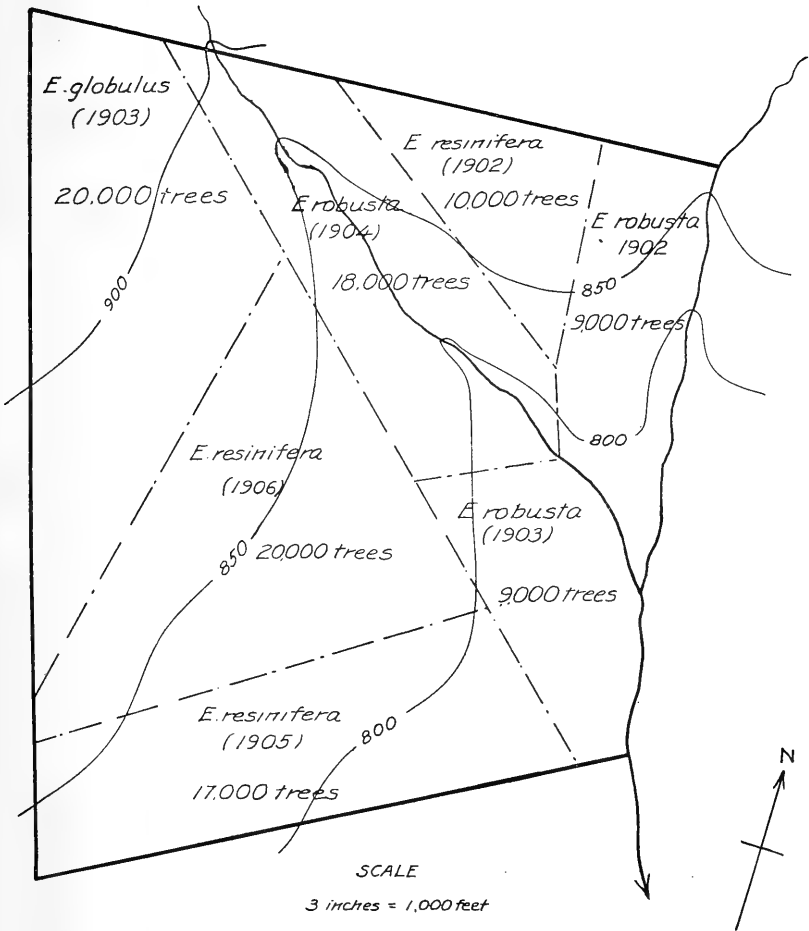 E. globulus
(1903)
20,000 trees
E resinifera
(1902)
10,000 trees
E robusta
1902
9,000 trees
E robusta
(1904)
18,000 trees
900
850
800
E. resinifera
(1906)
20,000 trees
850
E robusta
(1903)
9,000 trees
E. resinifera
(1905)
17,000 trees
800
N
SCALE
3 inches = 1,000 feet